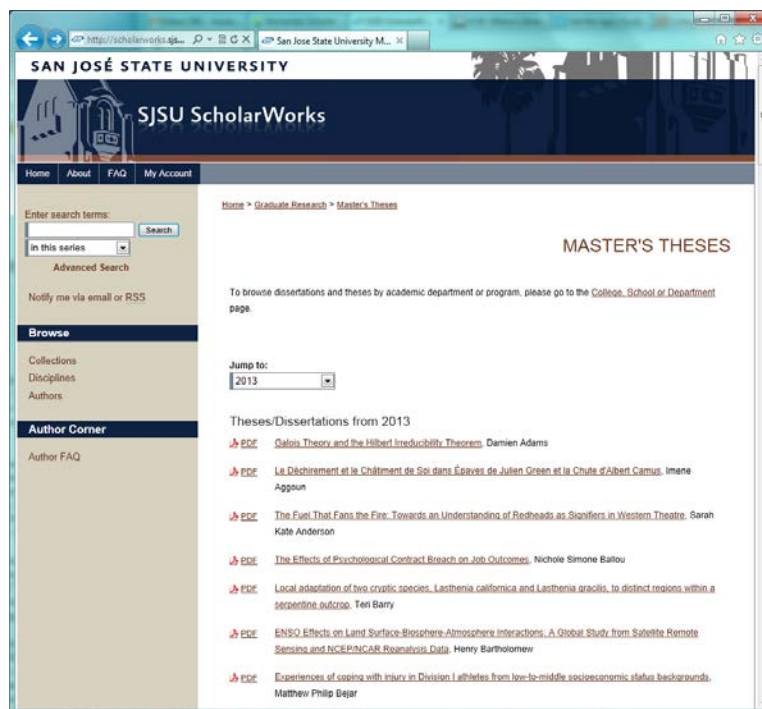 http://scholarworks.sjs...
San Jose State University M...
SAN JOSÉ STATE UNIVERSITY
SJSU ScholarWorks
Home About FAQ My Account
Home > Graduate Research > Master's Theses
Enter search terms:
Search
in this series
Advanced Search
Notify me via email or RSS
Browse
Collections
Disciplines
Authors
Author Corner
Author FAQ
MASTER'S THESES
To browse dissertations and theses by academic department or program, please go to the College, School or Department
page.
Jump to:
2013
Theses/Dissertations from 2013
PDF Galois Theory and the Hilbert Irreducibility Theorem, Damien Adams
PDF Le Déchirement et le Châtiment de Soi dans Épaves de Julien Green et la Chute d'Albert Camus, Imene
Aggoun
PDF The Fuel That Fans the Fire: Towards an Understanding of Redheads as Signifiers in Western Theatre, Sarah
Kate Anderson
PDF The Effects of Psychological Contract Breach on Job Outcomes, Nichole Simone Ballou
PDF Local adaptation of two cryptic species, Lasthenia californica and Lasthenia gracilis, to distinct regions within a
serpentine outcrop, Teri Barry
PDF ENSO Effects on Land Surface-Biosphere-Atmosphere Interactions: A Global Study from Satellite Remote
Sensing and NCEP/NCAR Reanalysis Data, Henry Bartholomew
PDF Experiences of coping with injury in Division I athletes from low-to-middle socioeconomic status backgrounds,
Matthew Philip Bejar